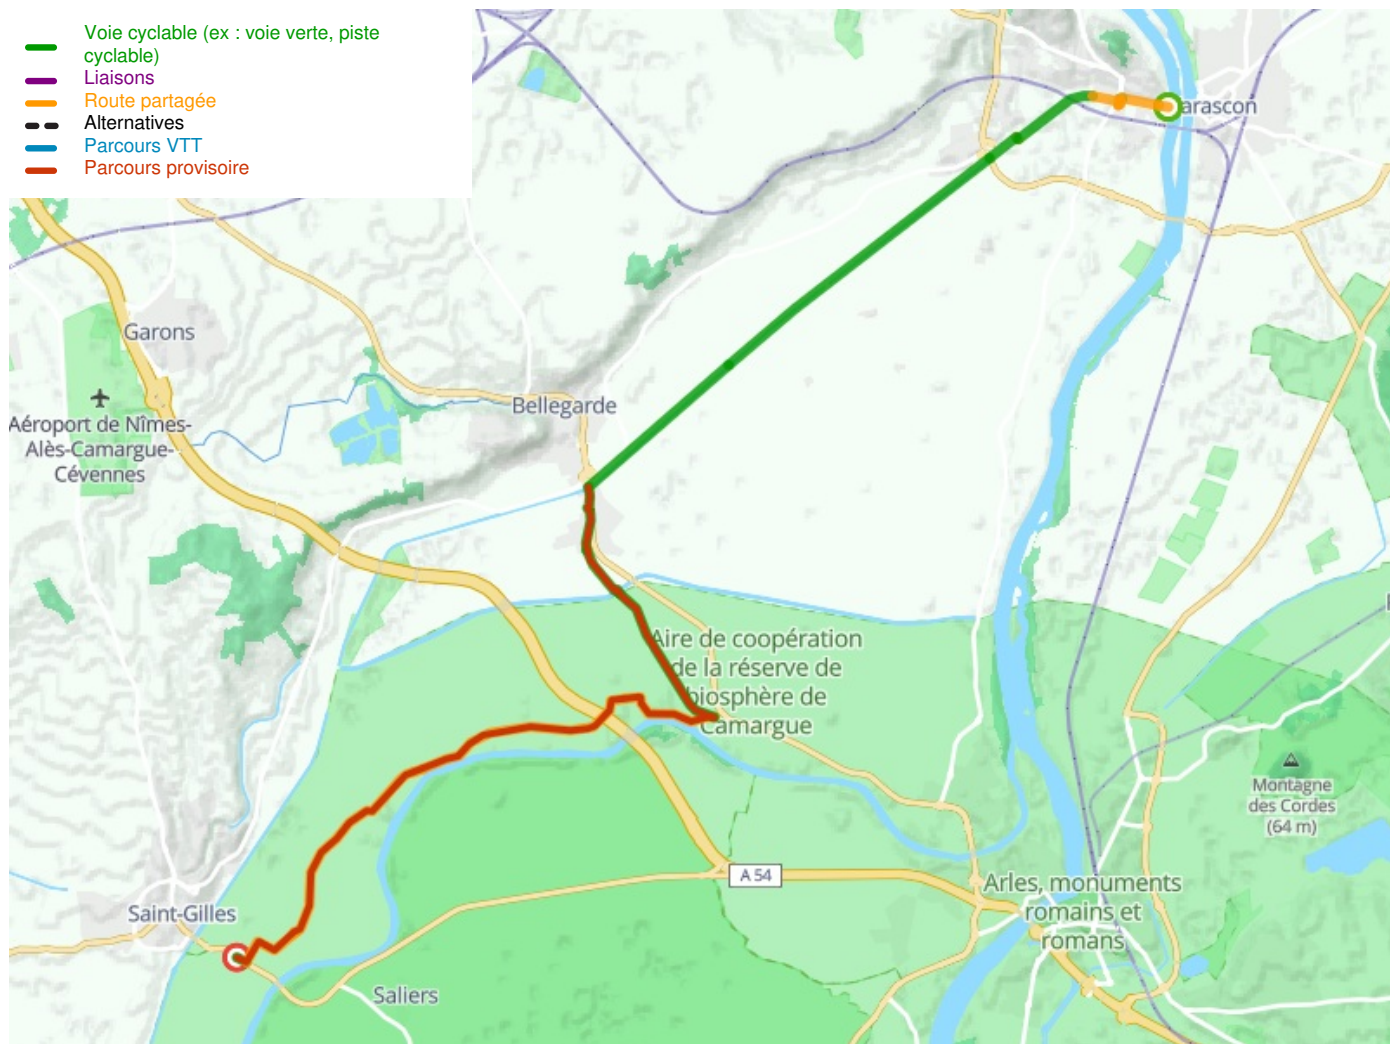 Voie cyclable (ex : voie verte, piste
cyclable)
Liaisons
Route partagée
Alternatives
Parcours VTT
Parcours provisoire
arascon
Garons
Bellegarde
Aéroport de Nîmes-
Alès-Camargue-
Cévennes
Aire de coopération
de la réserve de
biosphère de
Camargue
Montagne
des Cordes
(64 m)
A 54
Arles, monuments
romains et
romans
Saint-Gilles
Saliers